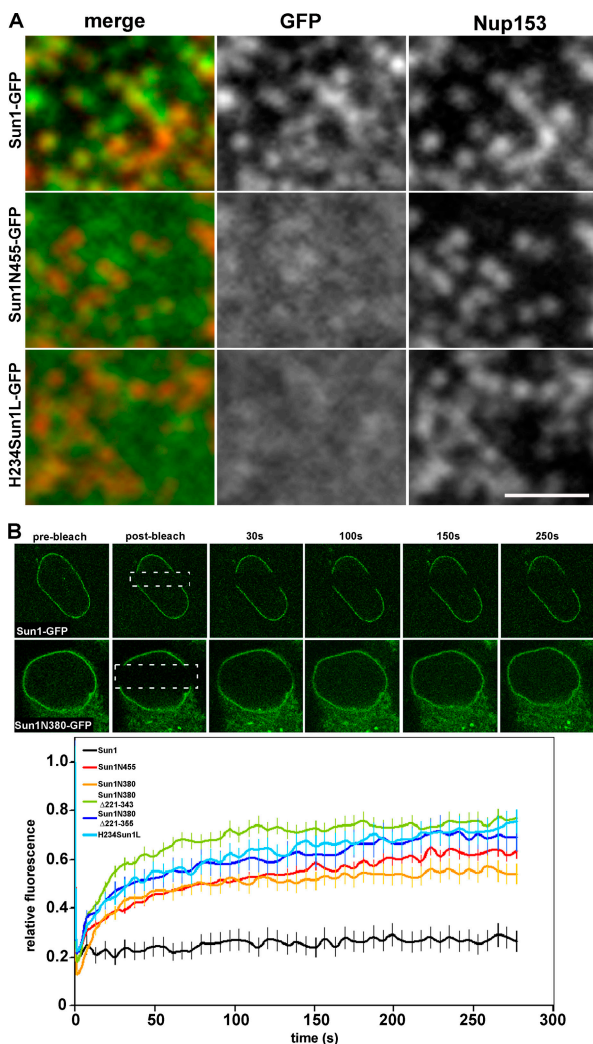 A
merge GFP Nup153
Sun1-GFP
Sun1N455-GFP
H234Sun1L-GFP
B
pre-bleach post-bleach 30s 100s 150s 250s
Sun1-GFP
Sun1N380-GFP
1.0
0.8
0.6
0.4
0.2
0
relative fluorescence
Sun1
Sun1N455
Sun1N380
Sun1N380
Δ221-343
Sun1N380
Δ221-355
H234Sun1L
0 50 100 150 200 250 300
time (s)